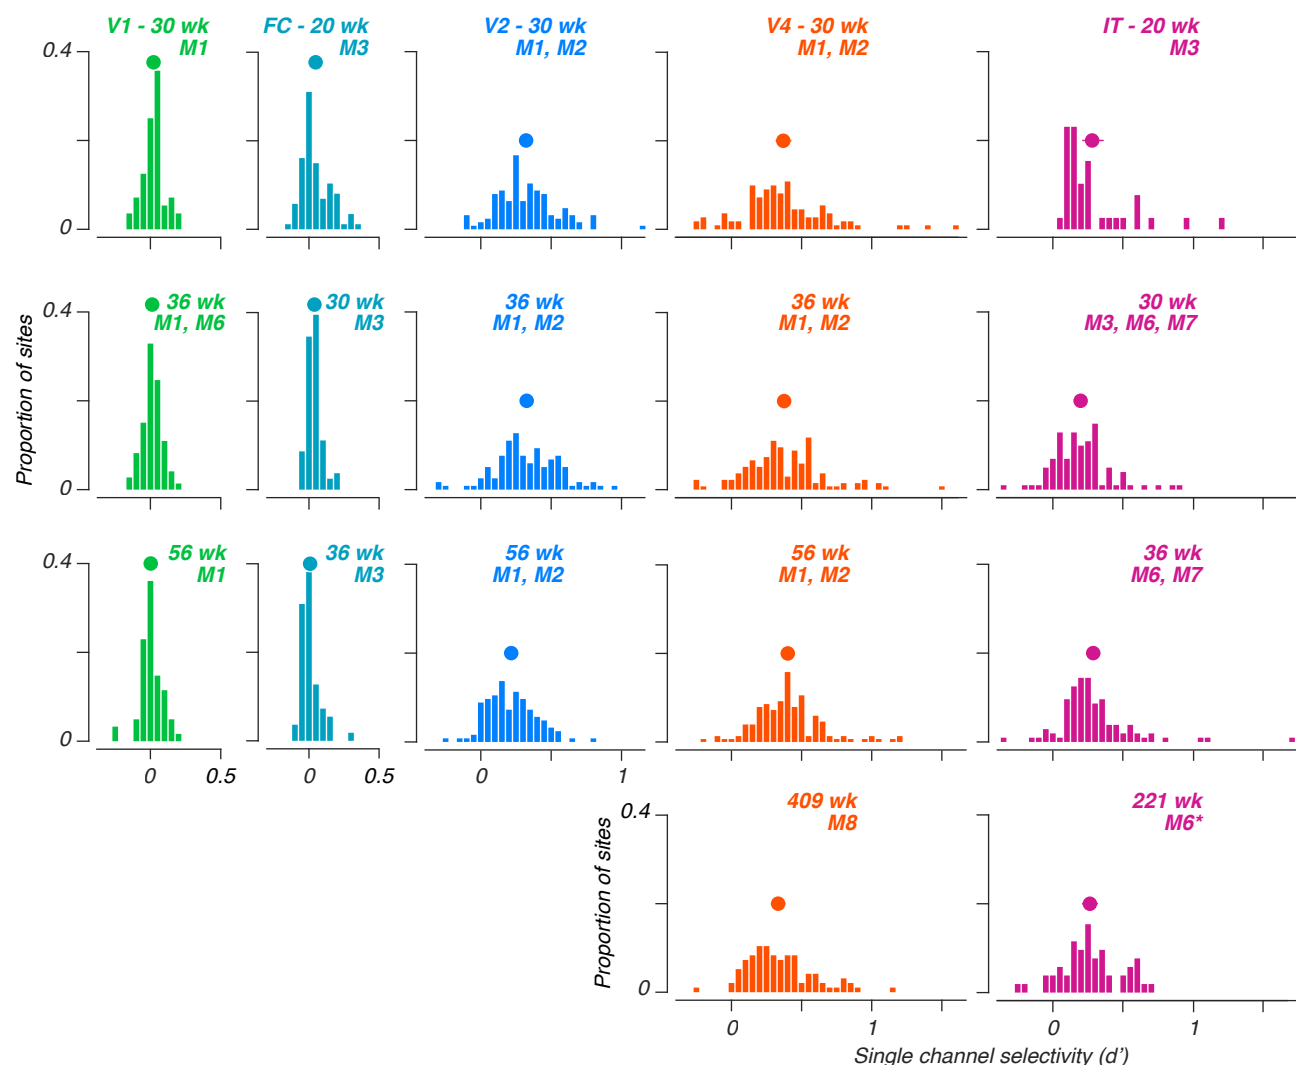 V1 - 30 wk
M1
FC - 20 wk
M3
V2 - 30 wk
M1, M2
V4 - 30 wk
M1, M2
IT - 20 wk
M3
0.4
0
36 wk
M1, M6
30 wk
M3
36 wk
M1, M2
36 wk
M1, M2
30 wk
M3, M6, M7
0.4
0
Proportion of sites
56 wk
M1
36 wk
M3
56 wk
M1, M2
56 wk
M1, M2
36 wk
M6, M7
0.4
0
0 0.5
0 0.5
0 1
409 wk
M8
221 wk
M6*
0.4
0
Proportion of sites
0 1
0 1
Single channel selectivity (d’)